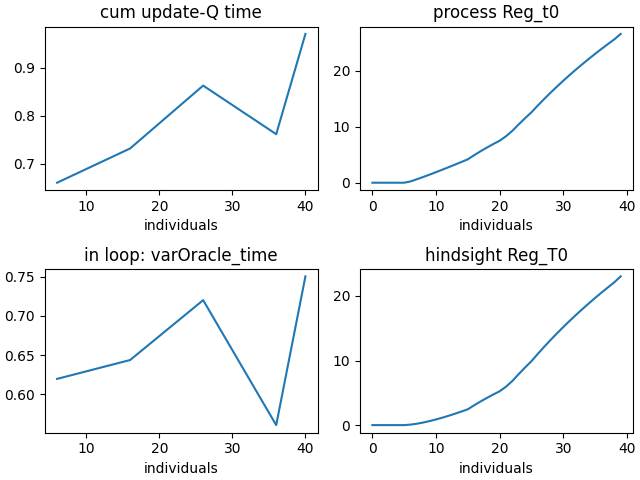 cum update-Q time
0.9
0.8
0.7
10 20 30 40
individuals
process Reg_t0
20
10
0
0 10 20 30 40
individuals
in loop: varOracle_time
0.75
0.70
0.65
0.60
10 20 30 40
individuals
hindsight Reg_T0
20
10
0
0 10 20 30 40
individuals